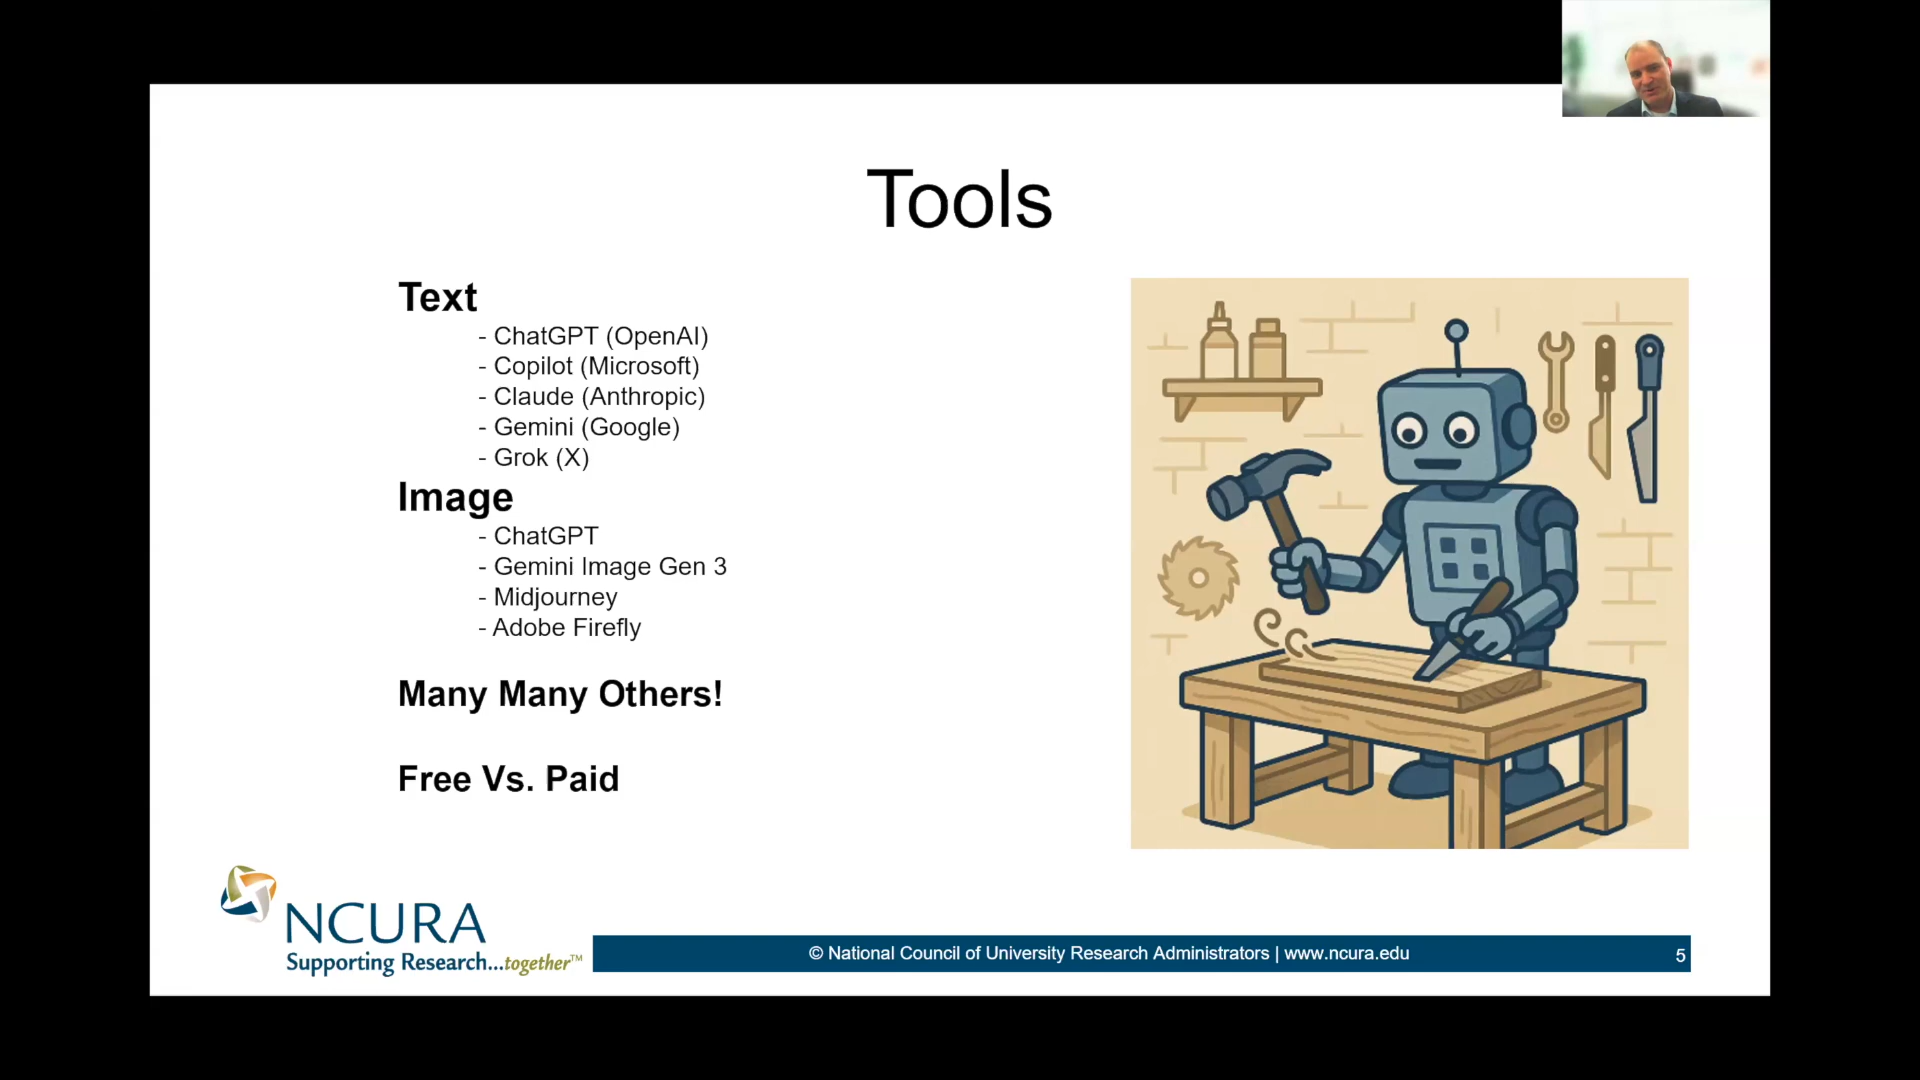 Tools
Text
- ChatGPT (OpenAI)
- Copilot (Microsoft)
- Claude (Anthropic)
- Gemini (Google)
- Grok (X)
Image
- ChatGPT
- Gemini Image Gen 3
- Midjourney
- Adobe Firefly
Many Many Others!
Free Vs. Paid
NCURA
Supporting Research...together™
© National Council of University Research Administrators | www.ncura.edu
5